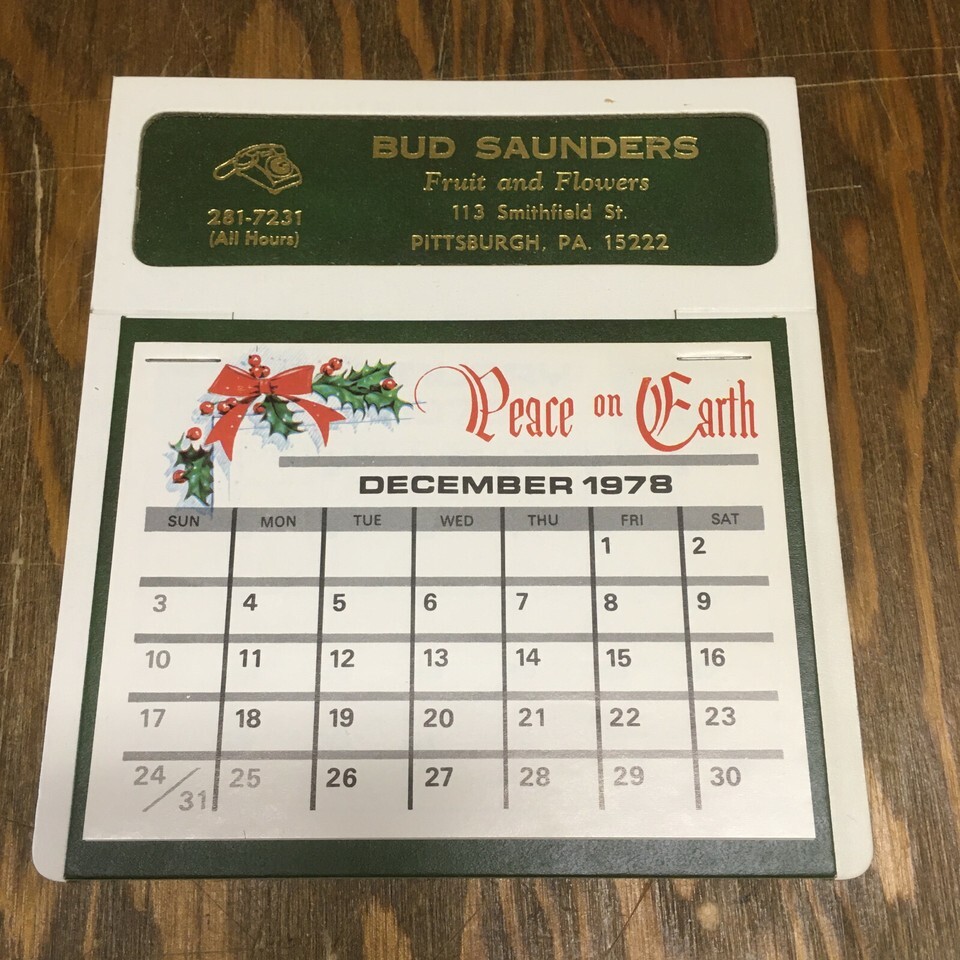 BUD SAUNDERS
Fruit and Flowers
113 Smithfield St.
PITTSBURGH, PA. 15222
281-7231
(All Hours)
Peace on Earth
DECEMBER 1978
SUN MON TUE WED THU FRI SAT
1 2
3 4 5 6 7 8 9
10 11 12 13 14 15 16
17 18 19 20 21 22 23
24/31 25 26 27 28 29 30